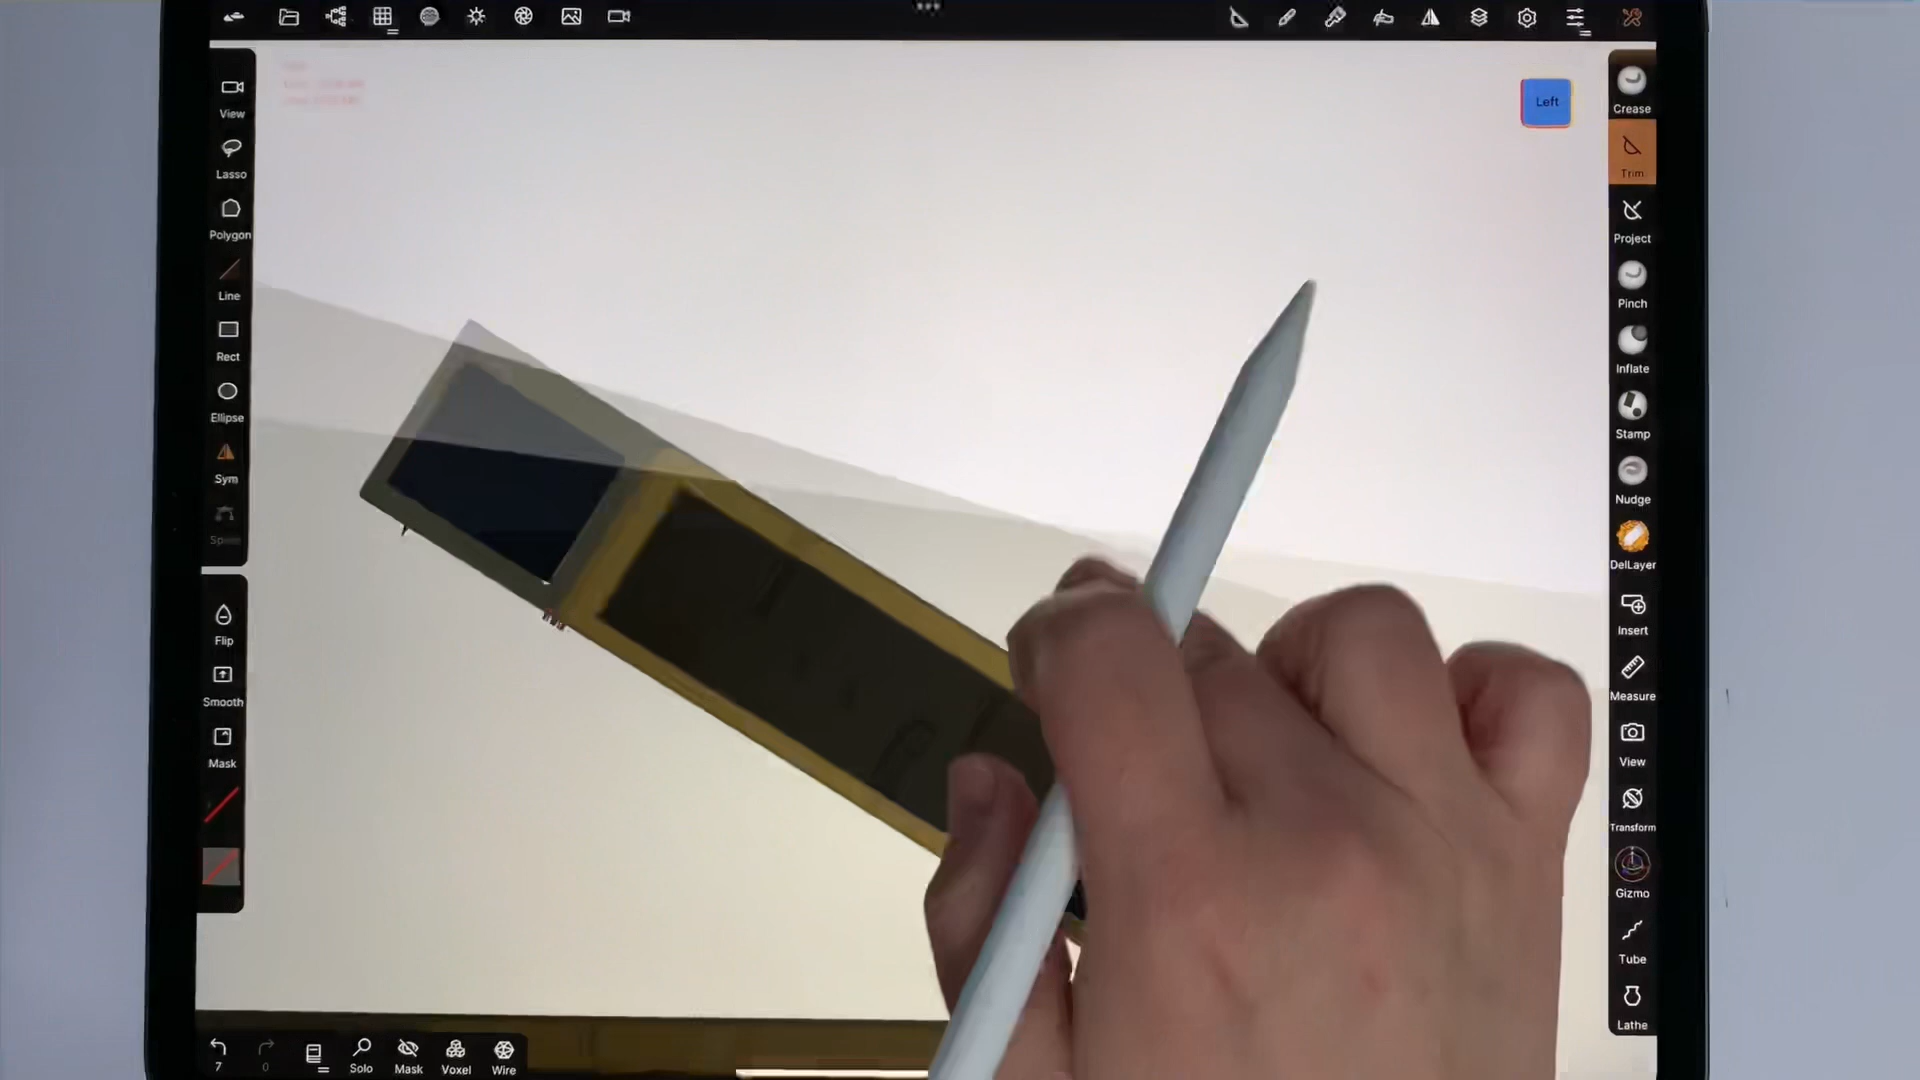 View
Lasso
Polygon
Line
Rect
Ellipse
Sym
Flip
Smooth
Mask
Left
Crease
Trim
Project
Pinch
Inflate
Stamp
Nudge
DelLayer
Insert
Measure
View
Transform
Gizmo
Tube
Lathe
7
0
Solo
Mask
Voxel
Wire